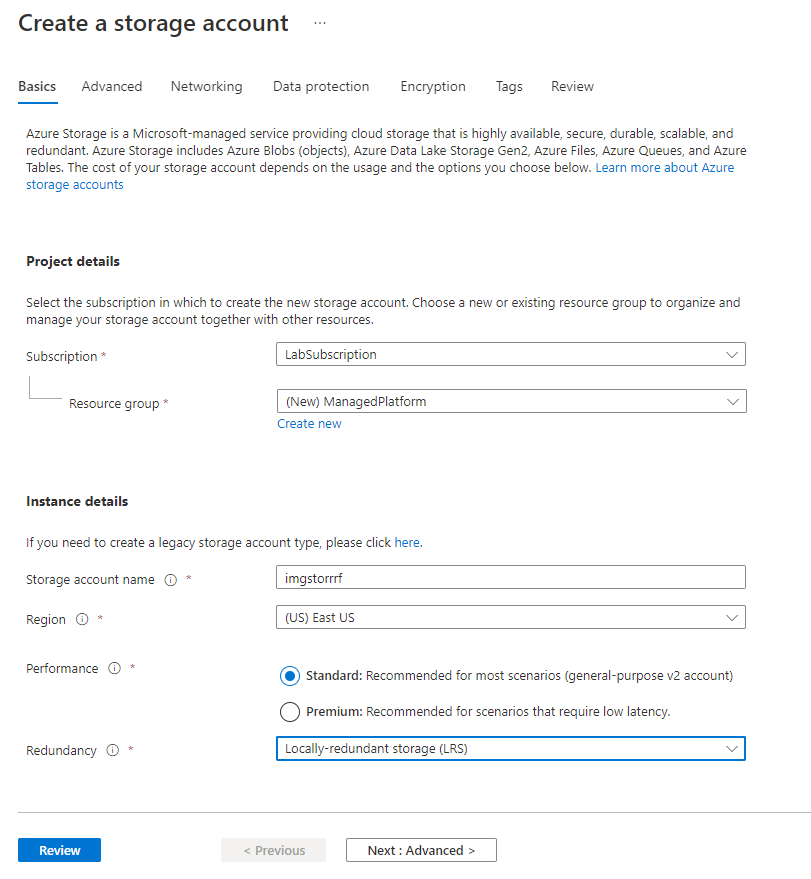 Create a storage account ...
Basics Advanced Networking Data protection Encryption Tags Review
Azure Storage is a Microsoft-managed service providing cloud storage that is highly available, secure, durable, scalable, and
redundant. Azure Storage includes Azure Blobs (objects), Azure Data Lake Storage Gen2, Azure Files, Azure Queues, and Azure
Tables. The cost of your storage account depends on the usage and the options you choose below. Learn more about Azure
storage accounts
Project details
Select the subscription in which to create the new storage account. Choose a new or existing resource group to organize and
manage your storage account together with other resources.
Subscription * LabSubscription
Resource group * (New) ManagedPlatform
Create new
Instance details
If you need to create a legacy storage account type, please click here.
Storage account name * imgstorrrf
Region * (US) East US
Performance * Standard: Recommended for most scenarios (general-purpose v2 account)
Premium: Recommended for scenarios that require low latency.
Redundancy * Locally-redundant storage (LRS)
Review < Previous Next : Advanced >